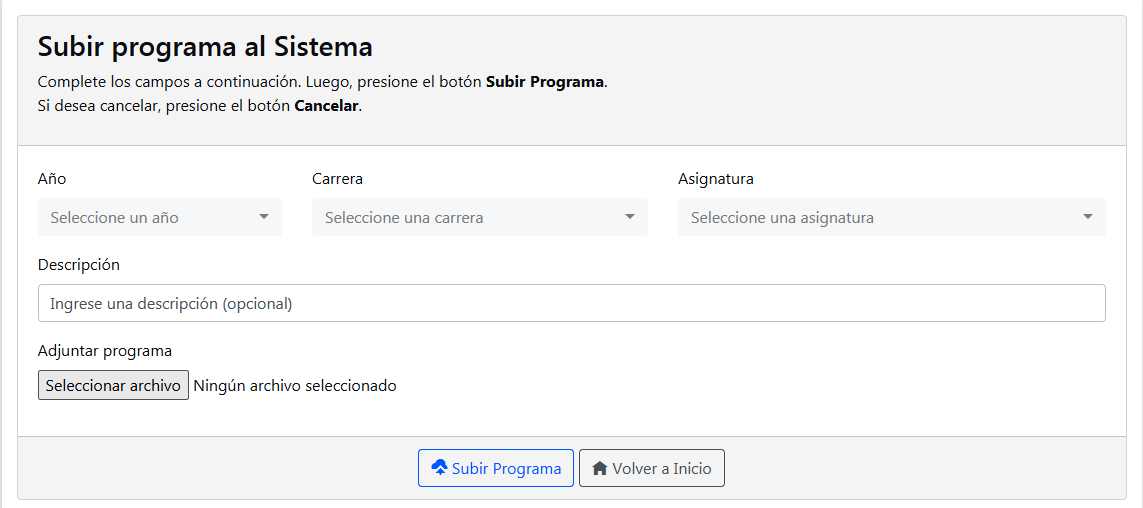 Subir programa al Sistema
Complete los campos a continuación. Luego, presione el botón Subir Programa.
Si desea cancelar, presione el botón Cancelar.
Año
Carrera
Asignatura
Seleccione un año
Seleccione una carrera
Seleccione una asignatura
Descripción
Ingrese una descripción (opcional)
Adjuntar programa
Seleccionar archivo Ningún archivo seleccionado
Subir Programa
Volver a Inicio